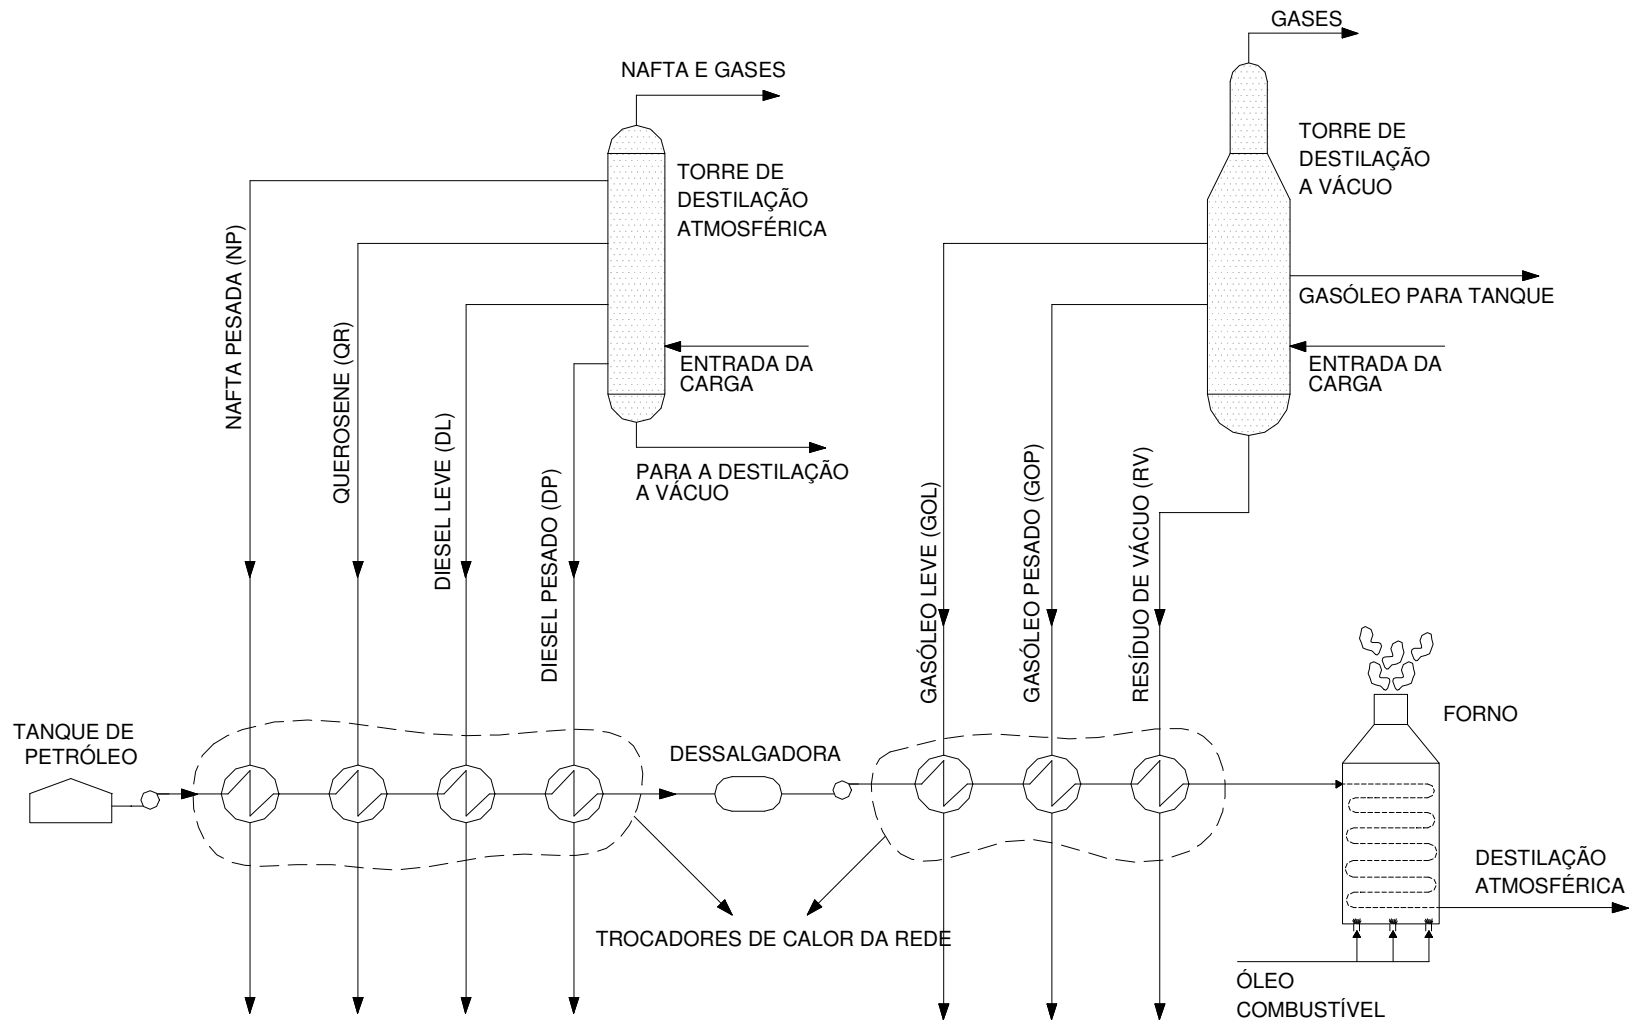 GASES
NAFTA E GASES
TORRE DE
DESTILAÇÃO
A VÁCUO
TORRE DE
DESTILAÇÃO
ATMOSFÉRICA
NAFTA PESADA (NP)
QUEROSENE (QR)
DIESEL LEVE (DL)
DIESEL PESADO (DP)
ENTRADA DA
CARGA
PARA A DESTILAÇÃO
A VÁCUO
GASÓLEO PARA TANQUE
ENTRADA DA
CARGA
GASÓLEO LEVE (GOL)
GASÓLEO PESADO (GOP)
RESÍDUO DE VÁCUO (RV)
TANQUE DE
PETRÓLEO
DESSALGADORA
FORNO
TROCADORES DE CALOR DA REDE
DESTILAÇÃO
ATMOSFÉRICA
ÓLEO
COMBUSTÍVEL